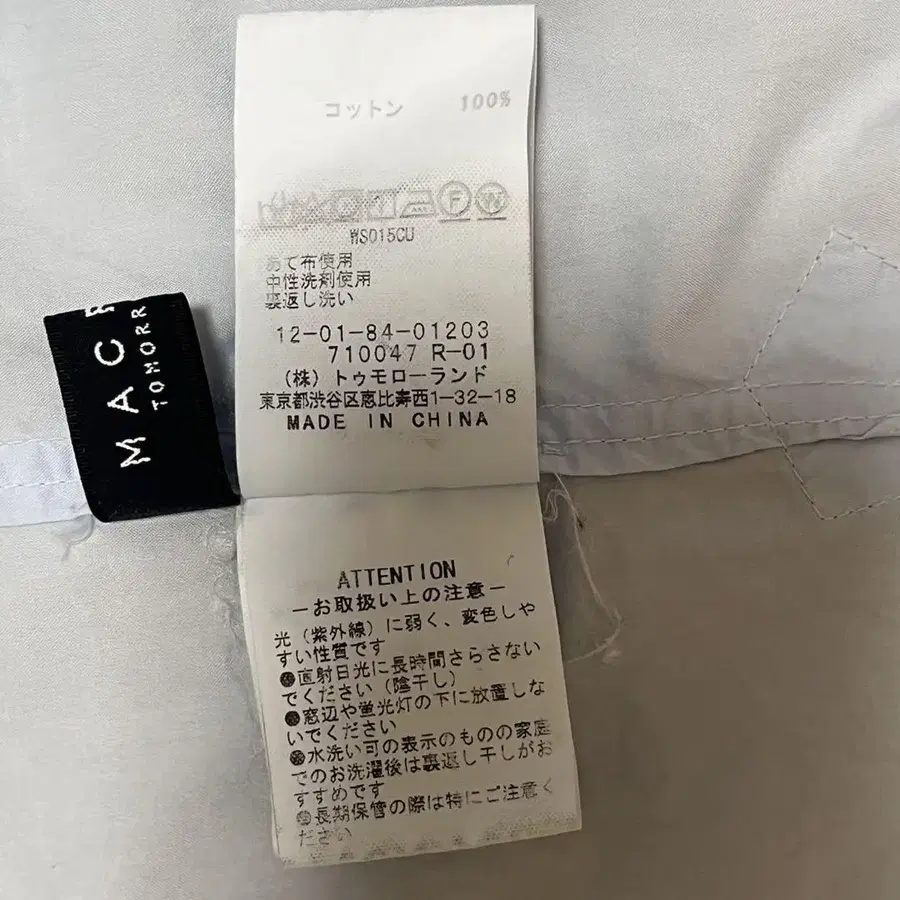 コットン 100%
F W
WS015CU
あて布使用
中性洗剤使用
裏返し洗い
12-01-84-01203
710047 R-01
(株) トゥモローランド
東京都渋谷区恵比寿西1-32-18
MADE IN CHINA
MAC
TOMORR
ATTENTION
—お取扱い上の注意—
光(紫外線)に弱く、変色しや
すい性質です
●直射日光に長時間さらさない
でください(陰干し)
●窓辺や蛍光灯の下に放置しな
いでください
●水洗い可の表示のものの家庭
でのお洗濯後は裏返し干しがお
すすめです
●長期保管の際は特にご注意く
ださい